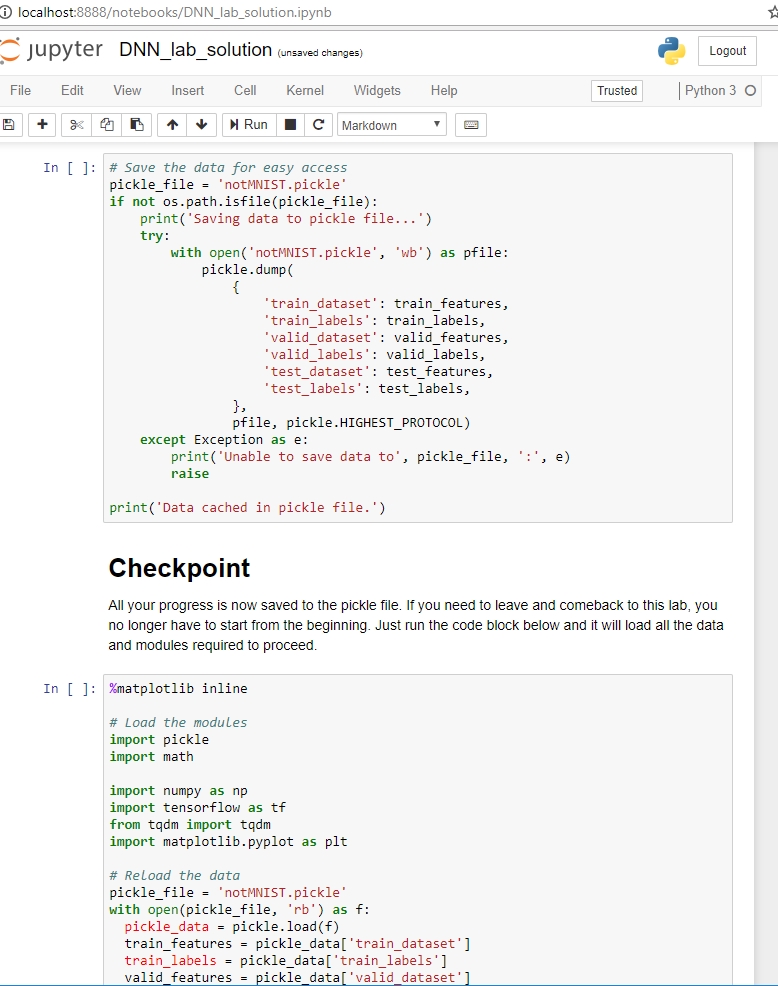 localhost:8888/notebooks/DNN_lab_solution.ipynb
jupyter DNN_lab_solution (unsaved changes)
Logout
File Edit View Insert Cell Kernel Widgets Help Trusted Python 3
Run Markdown
In [ ]: # Save the data for easy access
pickle_file = 'notMNIST.pickle'
if not os.path.isfile(pickle_file):
    print('Saving data to pickle file...')
    try:
        with open('notMNIST.pickle', 'wb') as pfile:
            pickle.dump(
                {
                    'train_dataset': train_features,
                    'train_labels': train_labels,
                    'valid_dataset': valid_features,
                    'valid_labels': valid_labels,
                    'test_dataset': test_features,
                    'test_labels': test_labels,
                },
                pfile, pickle.HIGHEST_PROTOCOL)
    except Exception as e:
        print('Unable to save data to', pickle_file, ':', e)
        raise
print('Data cached in pickle file.')
Checkpoint
All your progress is now saved to the pickle file. If you need to leave and comeback to this lab, you
no longer have to start from the beginning. Just run the code block below and it will load all the data
and modules required to proceed.
In [ ]: %matplotlib inline
# Load the modules
import pickle
import math
import numpy as np
import tensorflow as tf
from tqdm import tqdm
import matplotlib.pyplot as plt
# Reload the data
pickle_file = 'notMNIST.pickle'
with open(pickle_file, 'rb') as f:
  pickle_data = pickle.load(f)
  train_features = pickle_data['train_dataset']
  train_labels = pickle_data['train_labels']
  valid_features = pickle_data['valid_dataset']